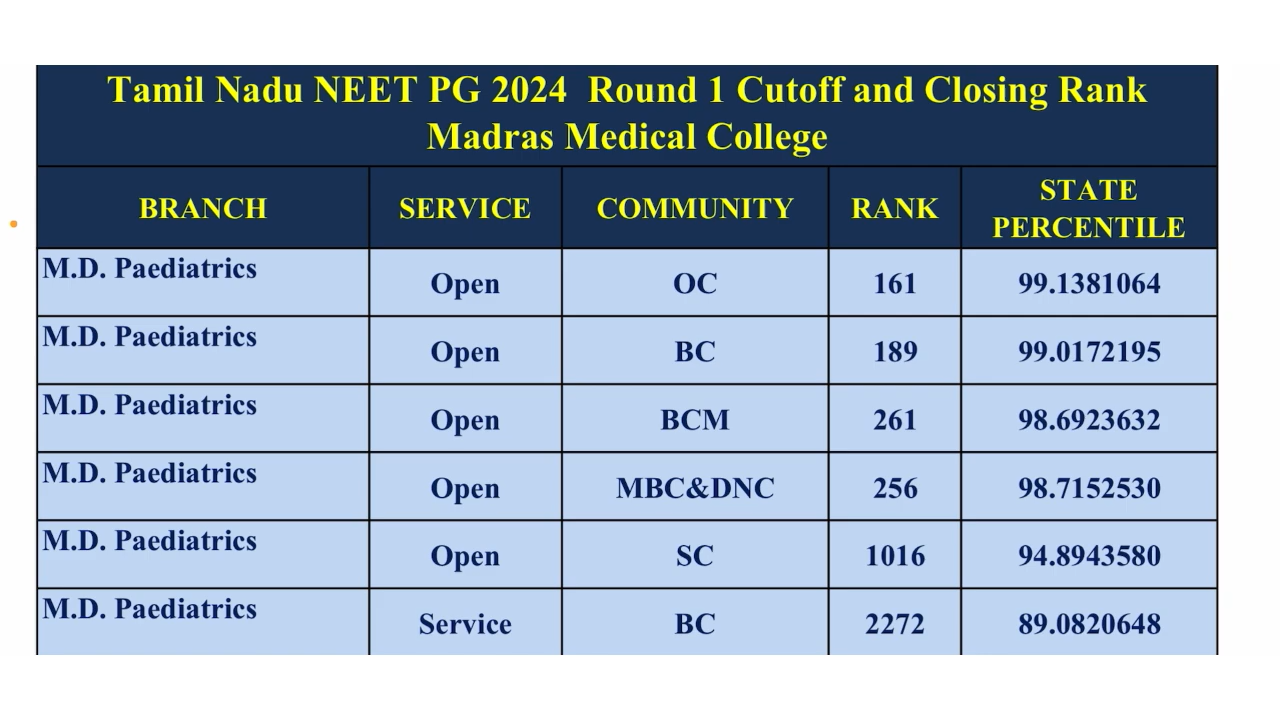 Tamil Nadu NEET PG 2024  Round 1 Cutoff and Closing Rank
Madras Medical College
BRANCH SERVICE COMMUNITY RANK STATE PERCENTILE
M.D. Paediatrics Open OC 161 99.1381064
M.D. Paediatrics Open BC 189 99.0172195
M.D. Paediatrics Open BCM 261 98.6923632
M.D. Paediatrics Open MBC&DNC 256 98.7152530
M.D. Paediatrics Open SC 1016 94.8943580
M.D. Paediatrics Service BC 2272 89.0820648